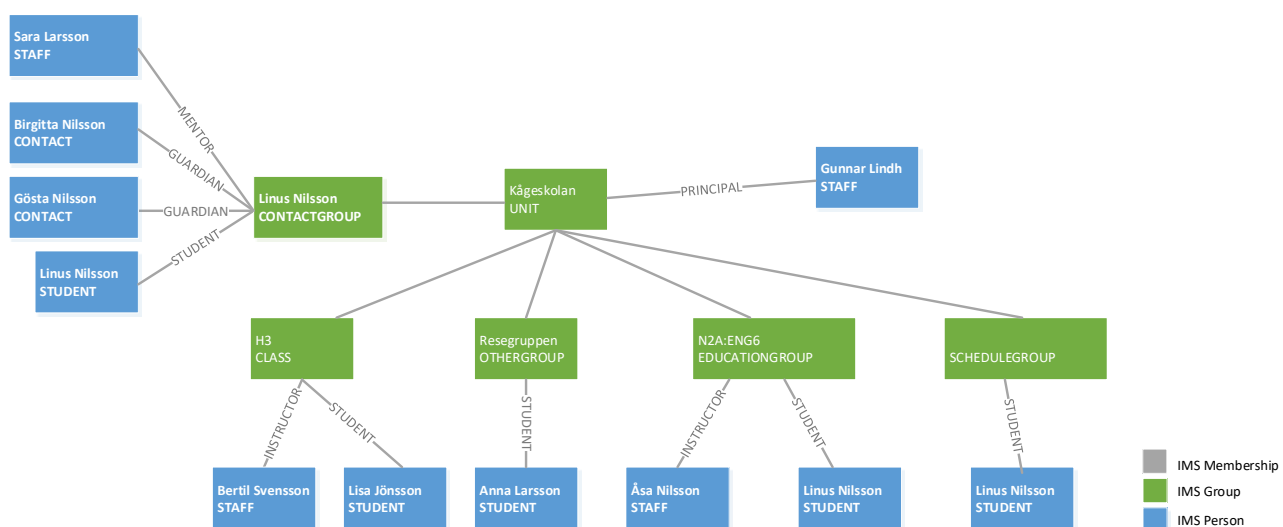 Sara Larsson
STAFF
Birgitta Nilsson
CONTACT
Gösta Nilsson
CONTACT
Linus Nilsson
STUDENT
MENTOR
GUARDIAN
GUARDIAN
STUDENT
Linus Nilsson
CONTACTGROUP
Kågeskolan
UNIT
PRINCIPAL
Gunnar Lindh
STAFF
H3
CLASS
Resegruppen
OTHERGROUP
N2A:ENG6
EDUCATIONGROUP
SCHEDULEGROUP
INSTRUCTOR
STUDENT
STUDENT
INSTRUCTOR
STUDENT
STUDENT
Bertil Svensson
STAFF
Lisa Jönsson
STUDENT
Anna Larsson
STUDENT
Åsa Nilsson
STAFF
Linus Nilsson
STUDENT
Linus Nilsson
STUDENT
IMS Membership
IMS Group
IMS Person